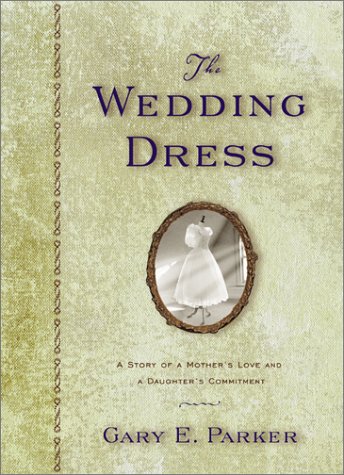 The
WEDDING
DRESS
A STORY OF A MOTHER'S LOVE AND
A DAUGHTER'S COMMITMENT
GARY E. PARKER